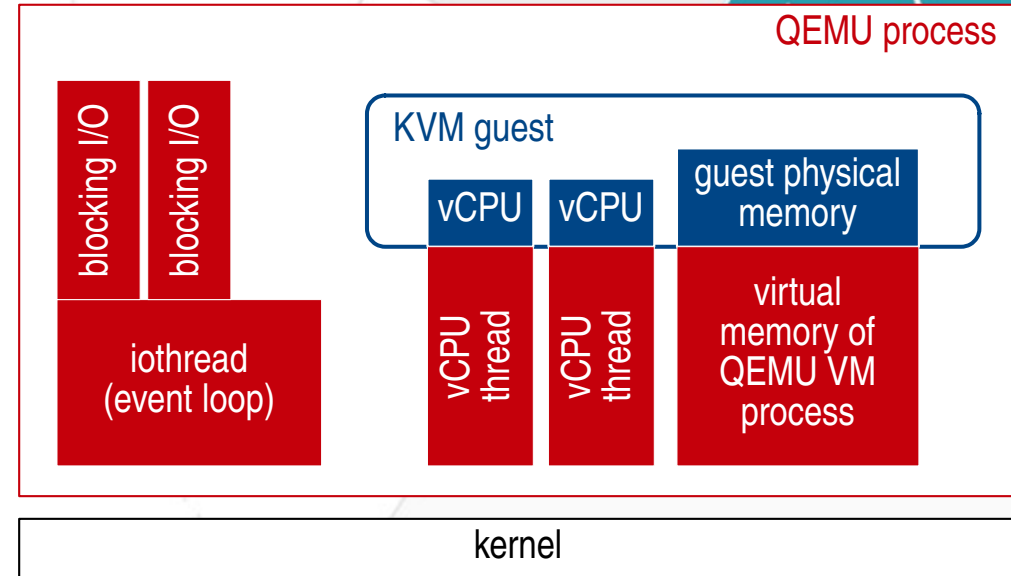 QEMU process
blocking I/O
blocking I/O
iothread
(event loop)
KVM guest
vCPU
vCPU
guest physical
memory
vCPU
thread
vCPU
thread
virtual
memory of
QEMU VM
process
kernel